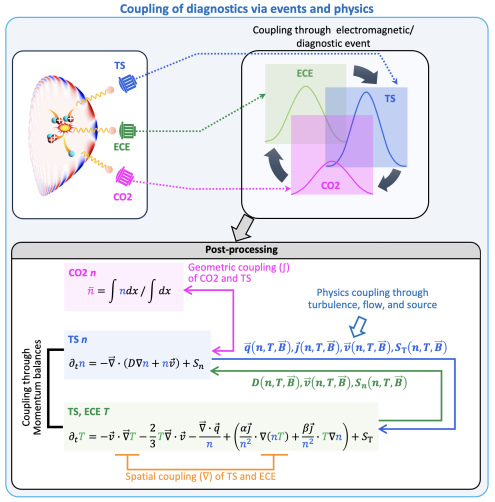 Coupling of diagnostics via events and physics
Coupling through electromagnetic/
diagnostic event
TS
ECE
CO2
ECE
TS
CO2
Post-processing
CO2 n
n̄ = ∫ ndx / ∫ dx
Geometric coupling (∫)
of CO2 and TS
Physics coupling through
turbulence, flow, and source
TS n
∂ₜn = −∇⃗ · (D∇n + nv⃗) + Sₙ
q⃗(n,T,B⃗), j⃗(n,T,B⃗), v⃗(n,T,B⃗), S_T(n,T,B⃗)
D(n,T,B⃗), v⃗(n,T,B⃗), Sₙ(n,T,B⃗)
Coupling through
Momentum balances
TS, ECE T
∂ₜT = −v⃗ · ∇⃗T − 2/3 T∇⃗ · v⃗ − ∇⃗ · q⃗/n + (αj⃗/n² · ∇(nT) + βj⃗/n² · T∇n) + S_T
Spatial coupling (∇) of TS and ECE